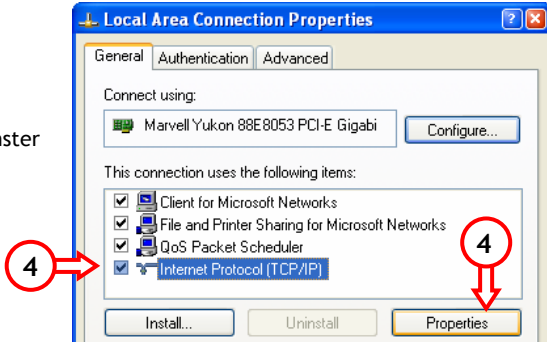 Local Area Connection Properties
General Authentication Advanced
Connect using:
Marvell Yukon 88E8053 PCI-E Gigabi Configure...
This connection uses the following items:
Client for Microsoft Networks
File and Printer Sharing for Microsoft Networks
QoS Packet Scheduler
4
Internet Protocol (TCP/IP)
4
Install... Uninstall Properties